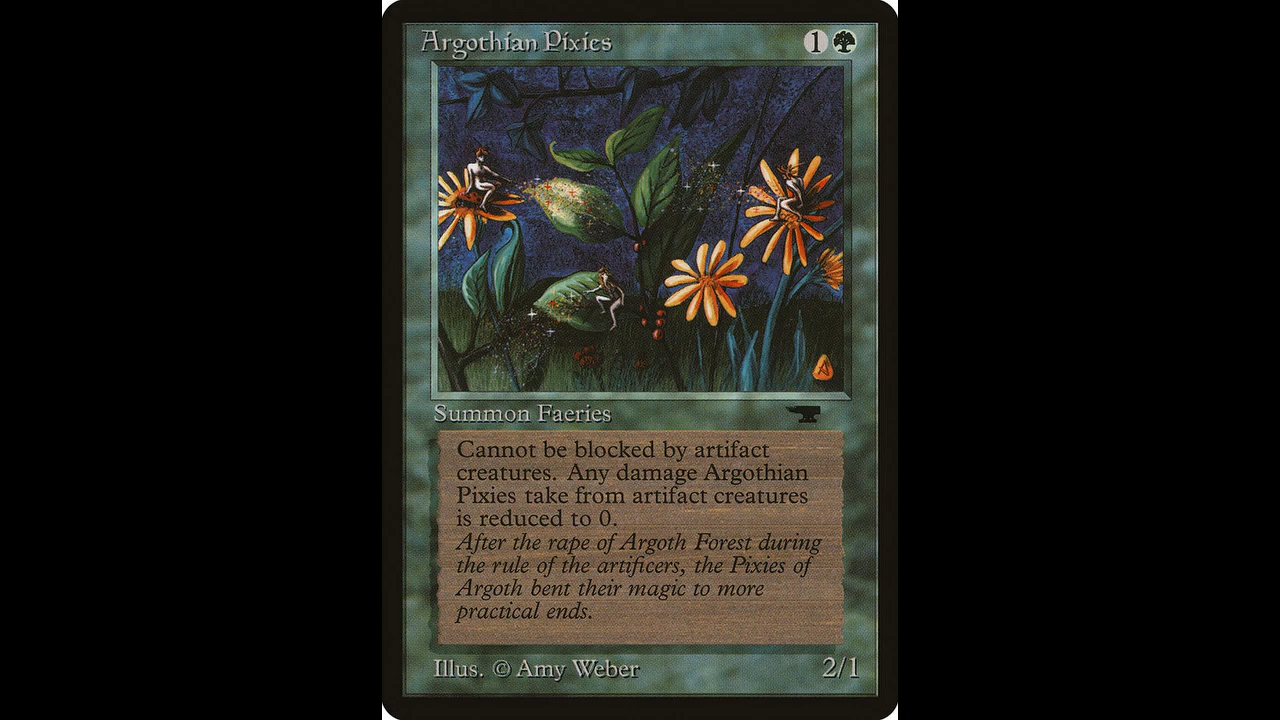 Argothian Pixies 1
Summon Faeries
Cannot be blocked by artifact
creatures. Any damage Argothian
Pixies take from artifact creatures
is reduced to 0.
After the rape of Argoth Forest during
the rule of the artificers, the Pixies of
Argoth bent their magic to more
practical ends.
Illus. © Amy Weber 2/1